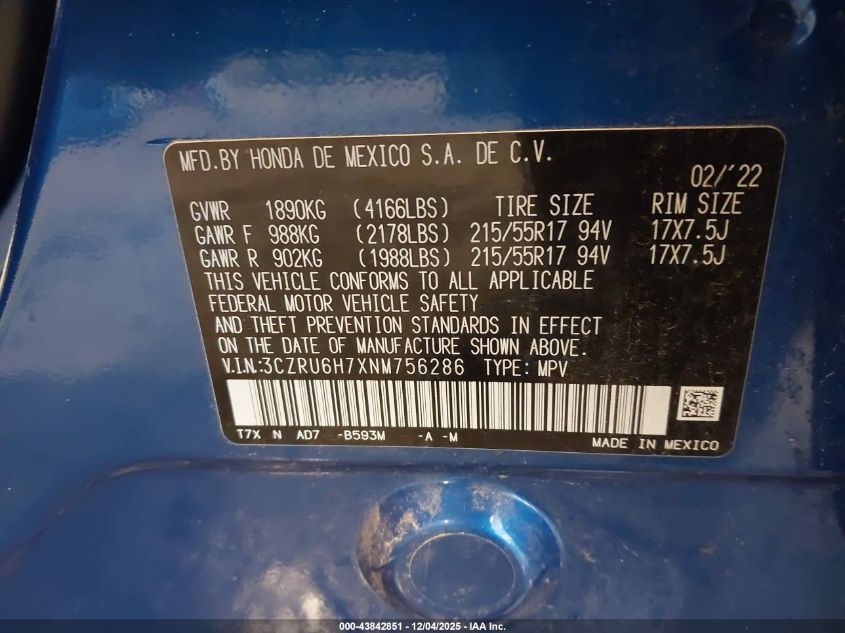 MFD.BY HONDA DE MEXICO S.A. DE C.V.
02/'22
GVWR 1890KG (4166LBS) TIRE SIZE RIM SIZE
GAWR F 988KG (2178LBS) 215/55R17 94V 17X7.5J
GAWR R 902KG (1988LBS) 215/55R17 94V 17X7.5J
THIS VEHICLE CONFORMS TO ALL APPLICABLE
FEDERAL MOTOR VEHICLE SAFETY
AND THEFT PREVENTION STANDARDS IN EFFECT
ON THE DATE OF MANUFACTURE SHOWN ABOVE.
V.I.N:3CZRU6H7XNM756286 TYPE: MPV
T7X N AD7 -B593M -A -M
MADE IN MEXICO
000-43842851 - 12/04/2025 - IAA Inc.